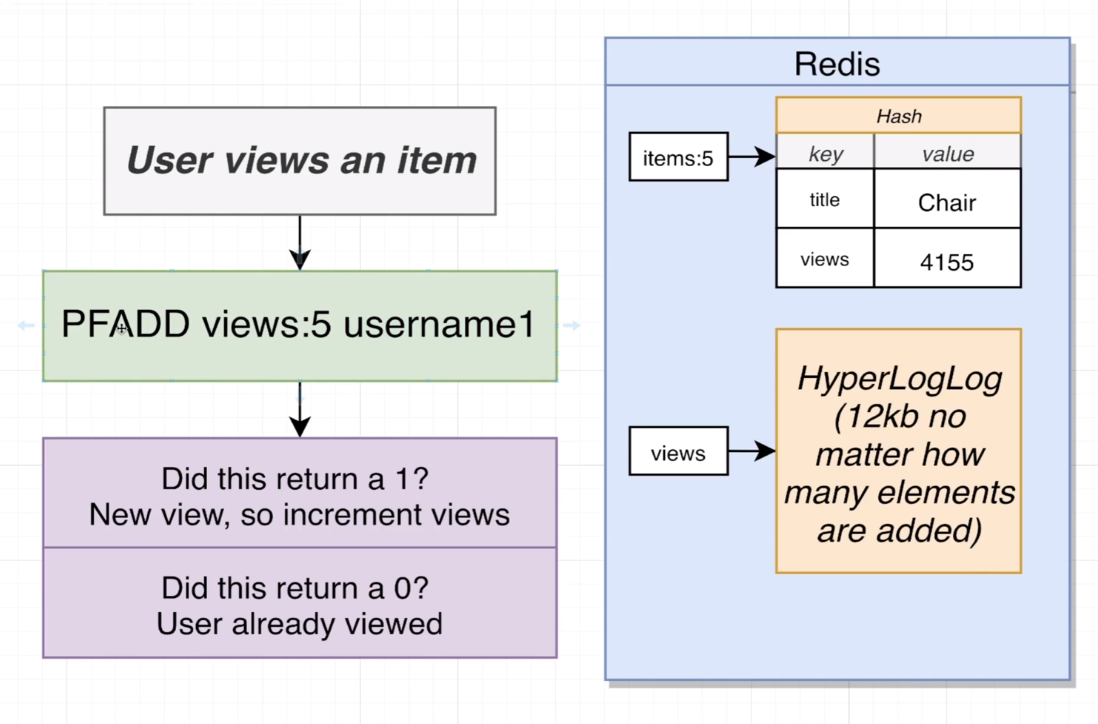 User views an item
PFADD views:5 username1
Did this return a 1?
New view, so increment views
Did this return a 0?
User already viewed
Redis
items:5
Hash
key value
title Chair
views 4155
views
HyperLogLog
(12kb no
matter how
many elements
are added)